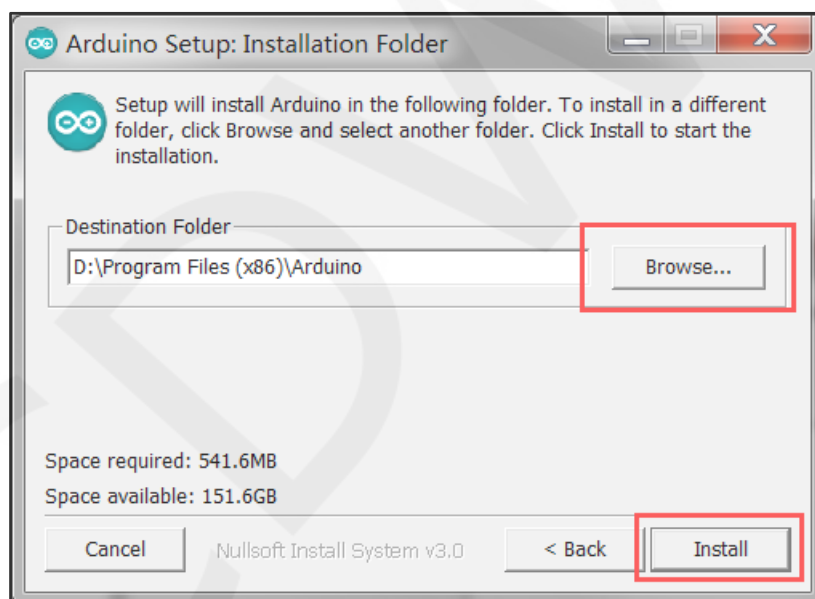 Arduino Setup: Installation Folder
Setup will install Arduino in the following folder. To install in a different
folder, click Browse and select another folder. Click Install to start the
installation.
Destination Folder
D:\Program Files (x86)\Arduino
Browse...
Space required: 541.6MB
Space available: 151.6GB
Cancel
Nullsoft Install System v3.0
< Back
Install